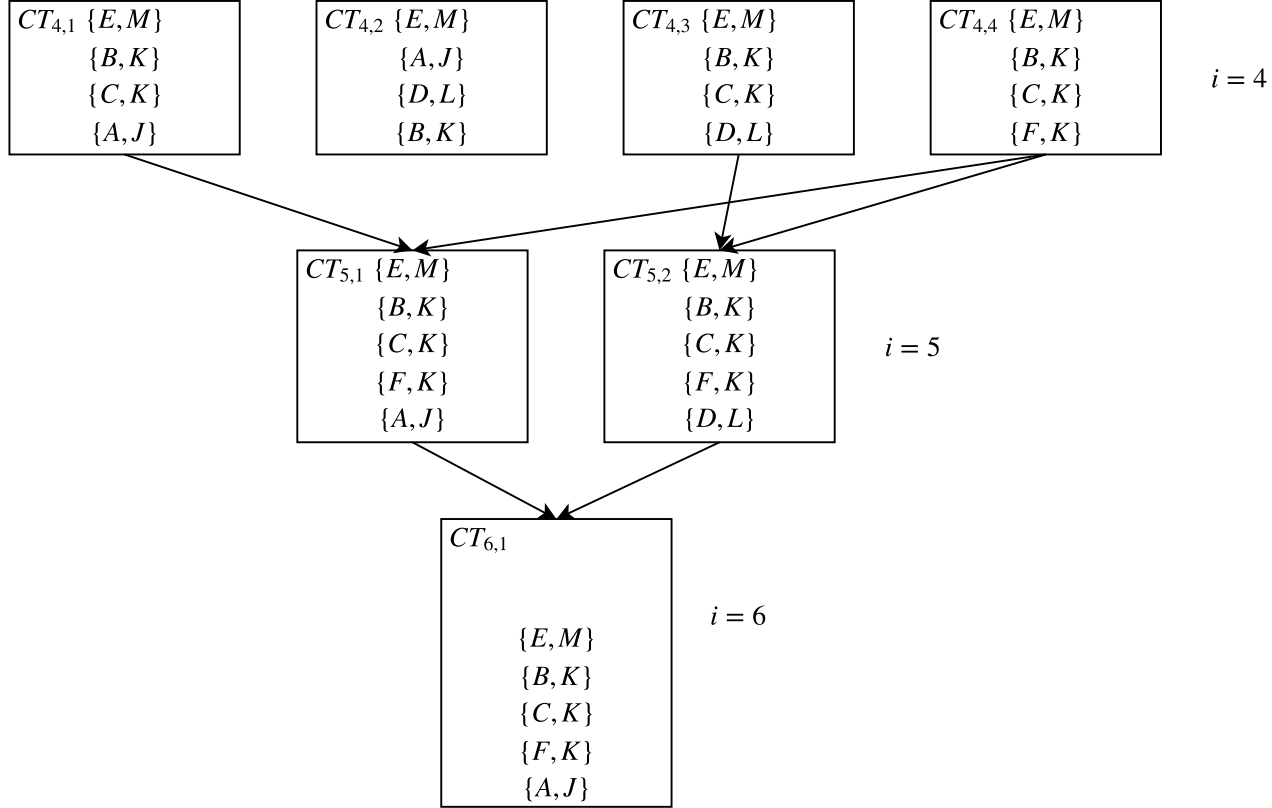 CT4,1 {E, M}
{B, K}
{C, K}
{A, J}
CT4,2 {E, M}
{A, J}
{D, L}
{B, K}
CT4,3 {E, M}
{B, K}
{C, K}
{D, L}
CT4,4 {E, M}
{B, K}
{C, K}
{F, K}
i = 4
CT5,1 {E, M}
{B, K}
{C, K}
{F, K}
{A, J}
CT5,2 {E, M}
{B, K}
{C, K}
{F, K}
{D, L}
i = 5
CT6,1
{E, M}
{B, K}
{C, K}
{F, K}
{A, J}
i = 6